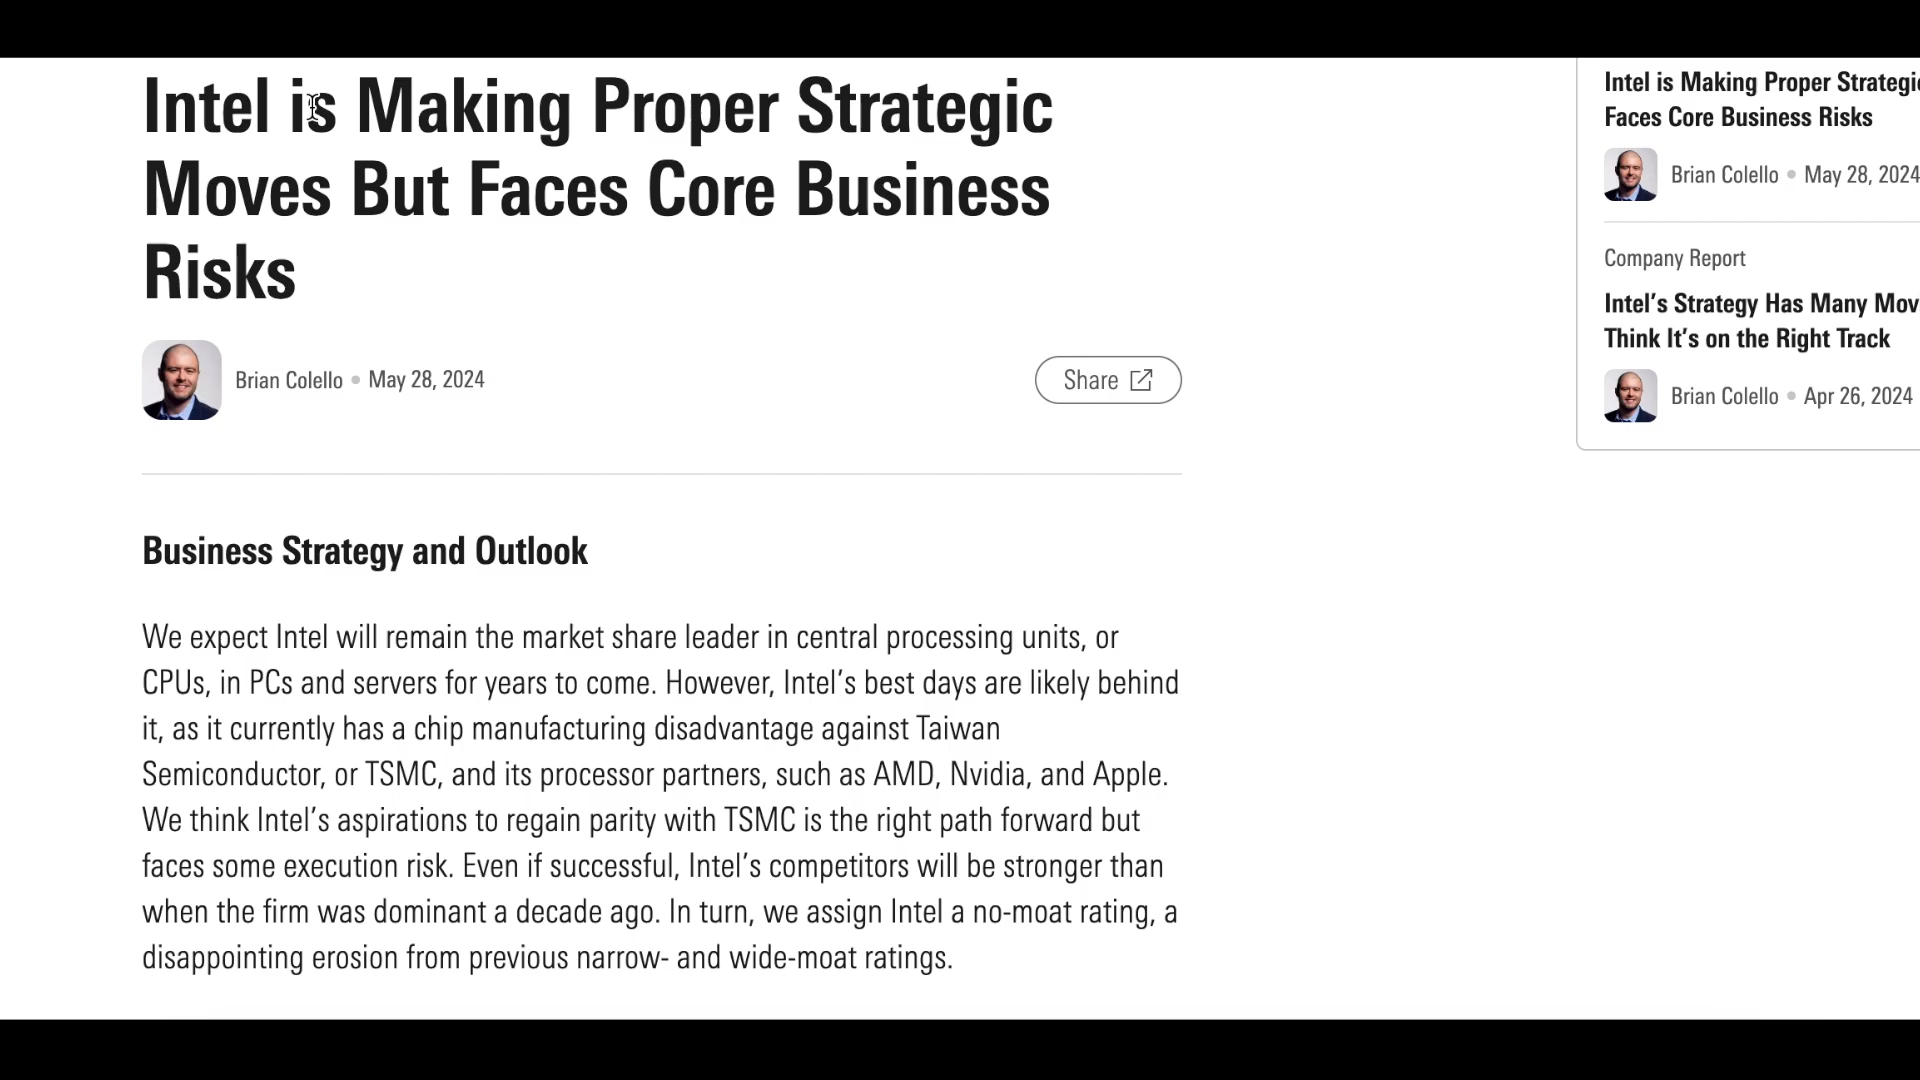 Intel is Making Proper Strategic
Moves But Faces Core Business
Risks
Brian Colello • May 28, 2024
Share
Business Strategy and Outlook
We expect Intel will remain the market share leader in central processing units, or
CPUs, in PCs and servers for years to come. However, Intel’s best days are likely behind
it, as it currently has a chip manufacturing disadvantage against Taiwan
Semiconductor, or TSMC, and its processor partners, such as AMD, Nvidia, and Apple.
We think Intel’s aspirations to regain parity with TSMC is the right path forward but
faces some execution risk. Even if successful, Intel’s competitors will be stronger than
when the firm was dominant a decade ago. In turn, we assign Intel a no-moat rating, a
disappointing erosion from previous narrow- and wide-moat ratings.
Intel is Making Proper Strategic
Faces Core Business Risks
Brian Colello • May 28, 2024
Company Report
Intel’s Strategy Has Many Mov
Think It’s on the Right Track
Brian Colello • Apr 26, 2024